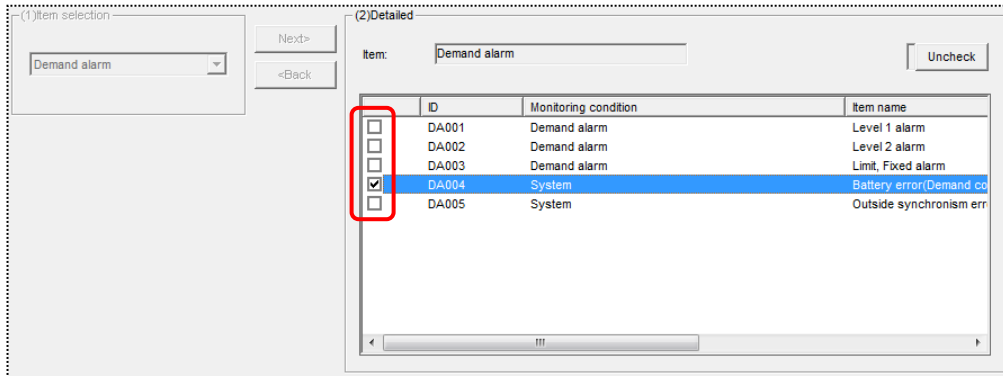 (1)Item selection
Demand alarm
Next>
<Back
(2)Detailed
Item: Demand alarm Uncheck
ID Monitoring condition Item name
DA001 Demand alarm Level 1 alarm
DA002 Demand alarm Level 2 alarm
DA003 Demand alarm Limit, Fixed alarm
DA004 System Battery error(Demand co
DA005 System Outside synchronism err